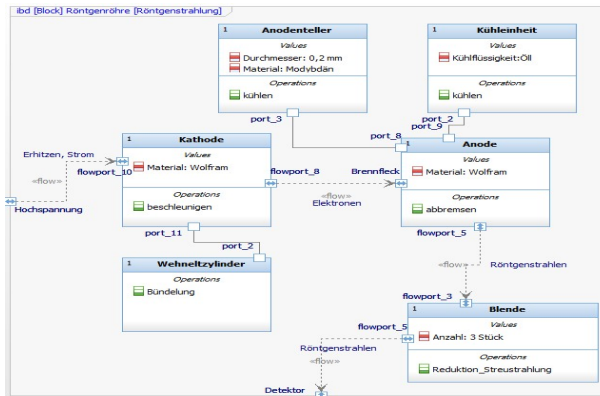 ibd [Block] Röntgenröhre [Röntgenstrahlung]
1
Anodenteller
Values
Durchmesser: 0,2 mm
Material: Modybdän
Operations
kühlen
1
Kühleinheit
Values
Kühlflüssigkeit:Öll
Operations
kühlen
port_3
port_2
port_9
port_8
1
Kathode
Values
Material: Wolfram
Operations
beschleunigen
1
Anode
Values
Material: Wolfram
Operations
abbremsen
Erhitzen, Strom
«flow»
flowport_10
Hochspannung
flowport_8
Brennfleck
«flow»
Elektronen
port_11
port_2
flowport_5
1
Wehneltzylinder
Operations
Bündelung
«flow»
Röntgenstrahlen
flowport_3
1
Blende
Values
Anzahl: 3 Stück
Operations
Reduktion_Streustrahlung
flowport_5
Röntgenstrahlen
«flow»
Detektor